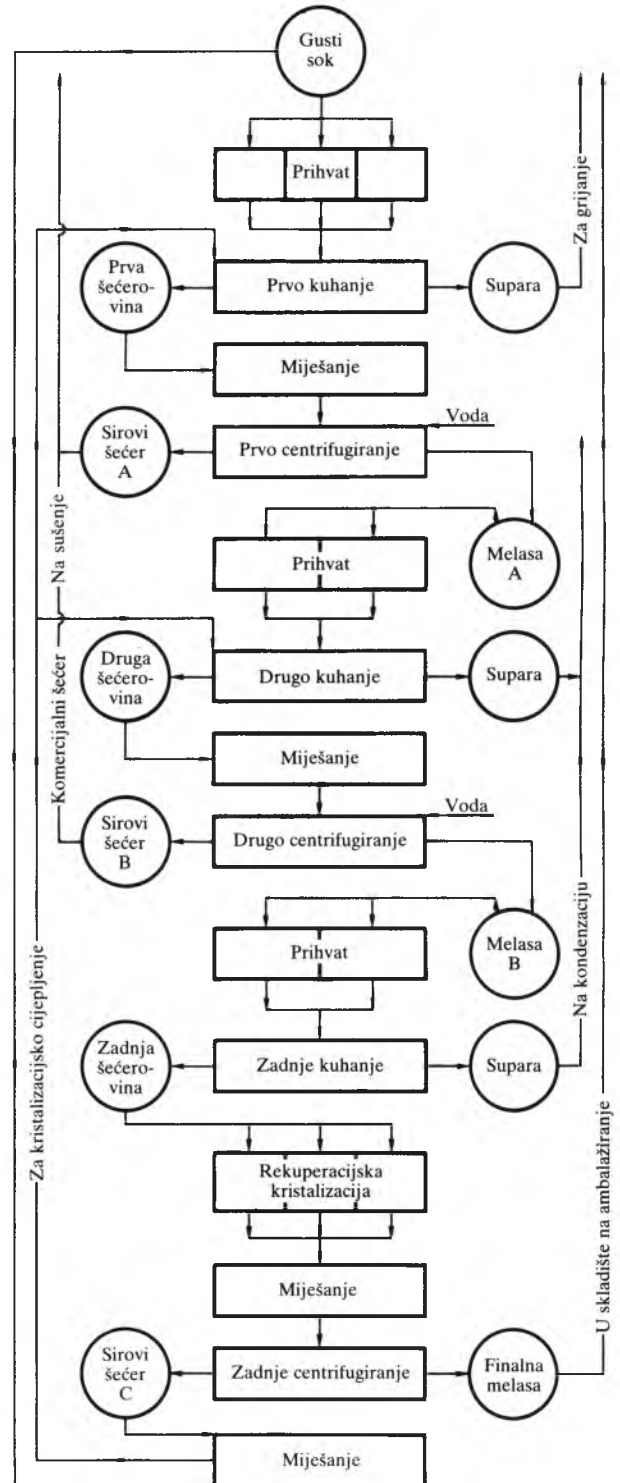 Gusti
sok
Prihvat
Za grijanje
Prva
šećero-
vina
Prvo kuhanje
Supara
Miješanje
Voda
Sirovi
šećer
A
Prvo centrifugiranje
Na sušenje
Melasa
A
Prihvat
Druga
šećero-
vina
Drugo kuhanje
Supara
Komercijalni šećer
Miješanje
Voda
Sirovi
šećer
B
Drugo centrifugiranje
Na kondenzaciju
Melasa
B
Prihvat
Za kristalizacijsko cijepljenje
Zadnja
šećero-
vina
Zadnje kuhanje
Supara
U skladište na ambalažiranje
Rekuperacijska
kristalizacija
Miješanje
Sirovi
šećer
C
Zadnje centrifugiranje
Finalna
melasa
Miješanje